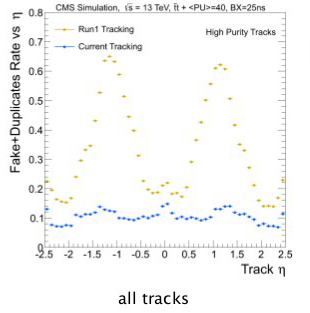 CMS Simulation, √s = 13 TeV, tt̄ + <PU>=40, BX=25ns
Fake+Duplicates Rate vs η
0.8
0.7
0.6
0.5
0.4
0.3
0.2
0.1
0
Run1 Tracking
Current Tracking
High Purity Tracks
-2.5 -2 -1.5 -1 -0.5 0 0.5 1 1.5 2 2.5
Track η
all tracks